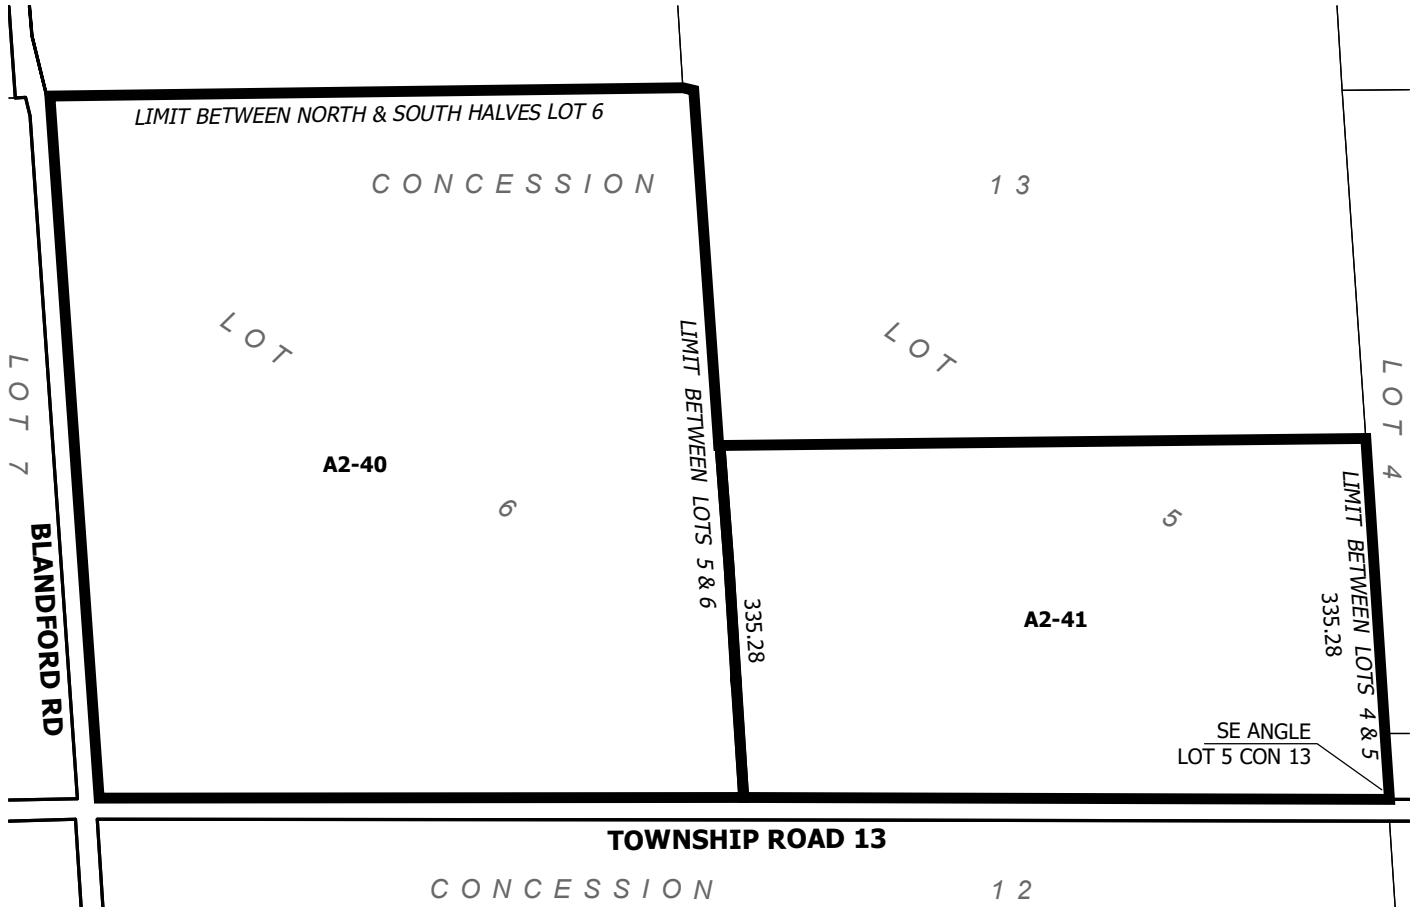 LIMIT BETWEEN NORTH & SOUTH HALVES LOT 6
CONCESSION 13
LOT 6
LOT 5
LOT 7
LOT 4
LIMIT BETWEEN LOTS 5 & 6
LIMIT BETWEEN LOTS 4 & 5
A2-40
A2-41
BLANDFORD RD
335.28
335.28
SE ANGLE
LOT 5 CON 13
TOWNSHIP ROAD 13
CONCESSION 12